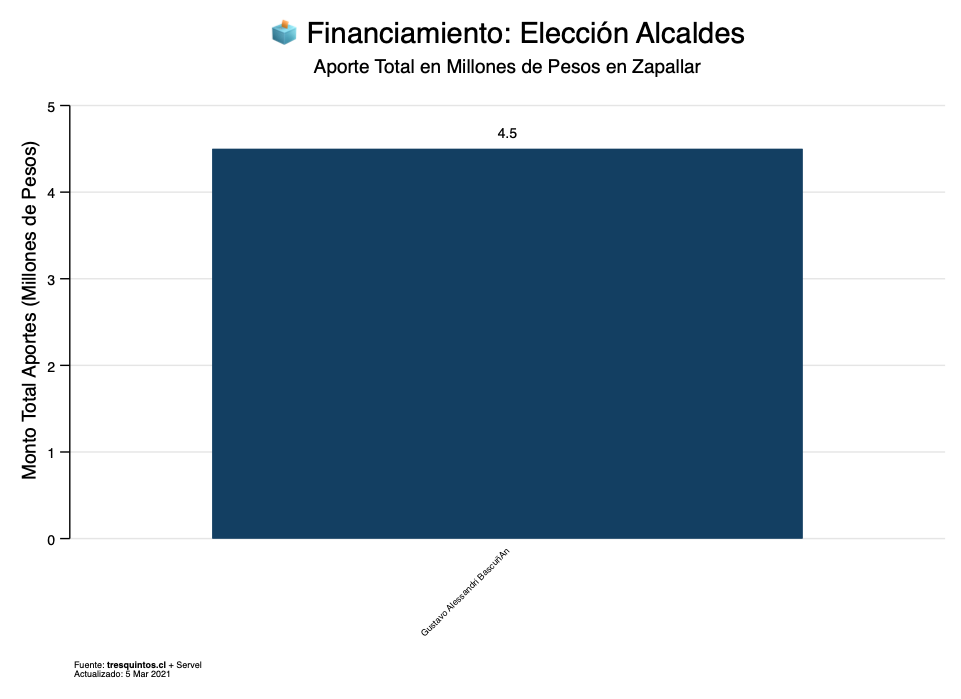 🗳️ Financiamiento: Elección Alcaldes
Aporte Total en Millones de Pesos en Zapallar
Monto Total Aportes (Millones de Pesos)
5
4
3
2
1
0
4.5
Gustavo Alessandri BascuñAn
Fuente: tresquintos.cl + Servel
Actualizado: 5 Mar 2021